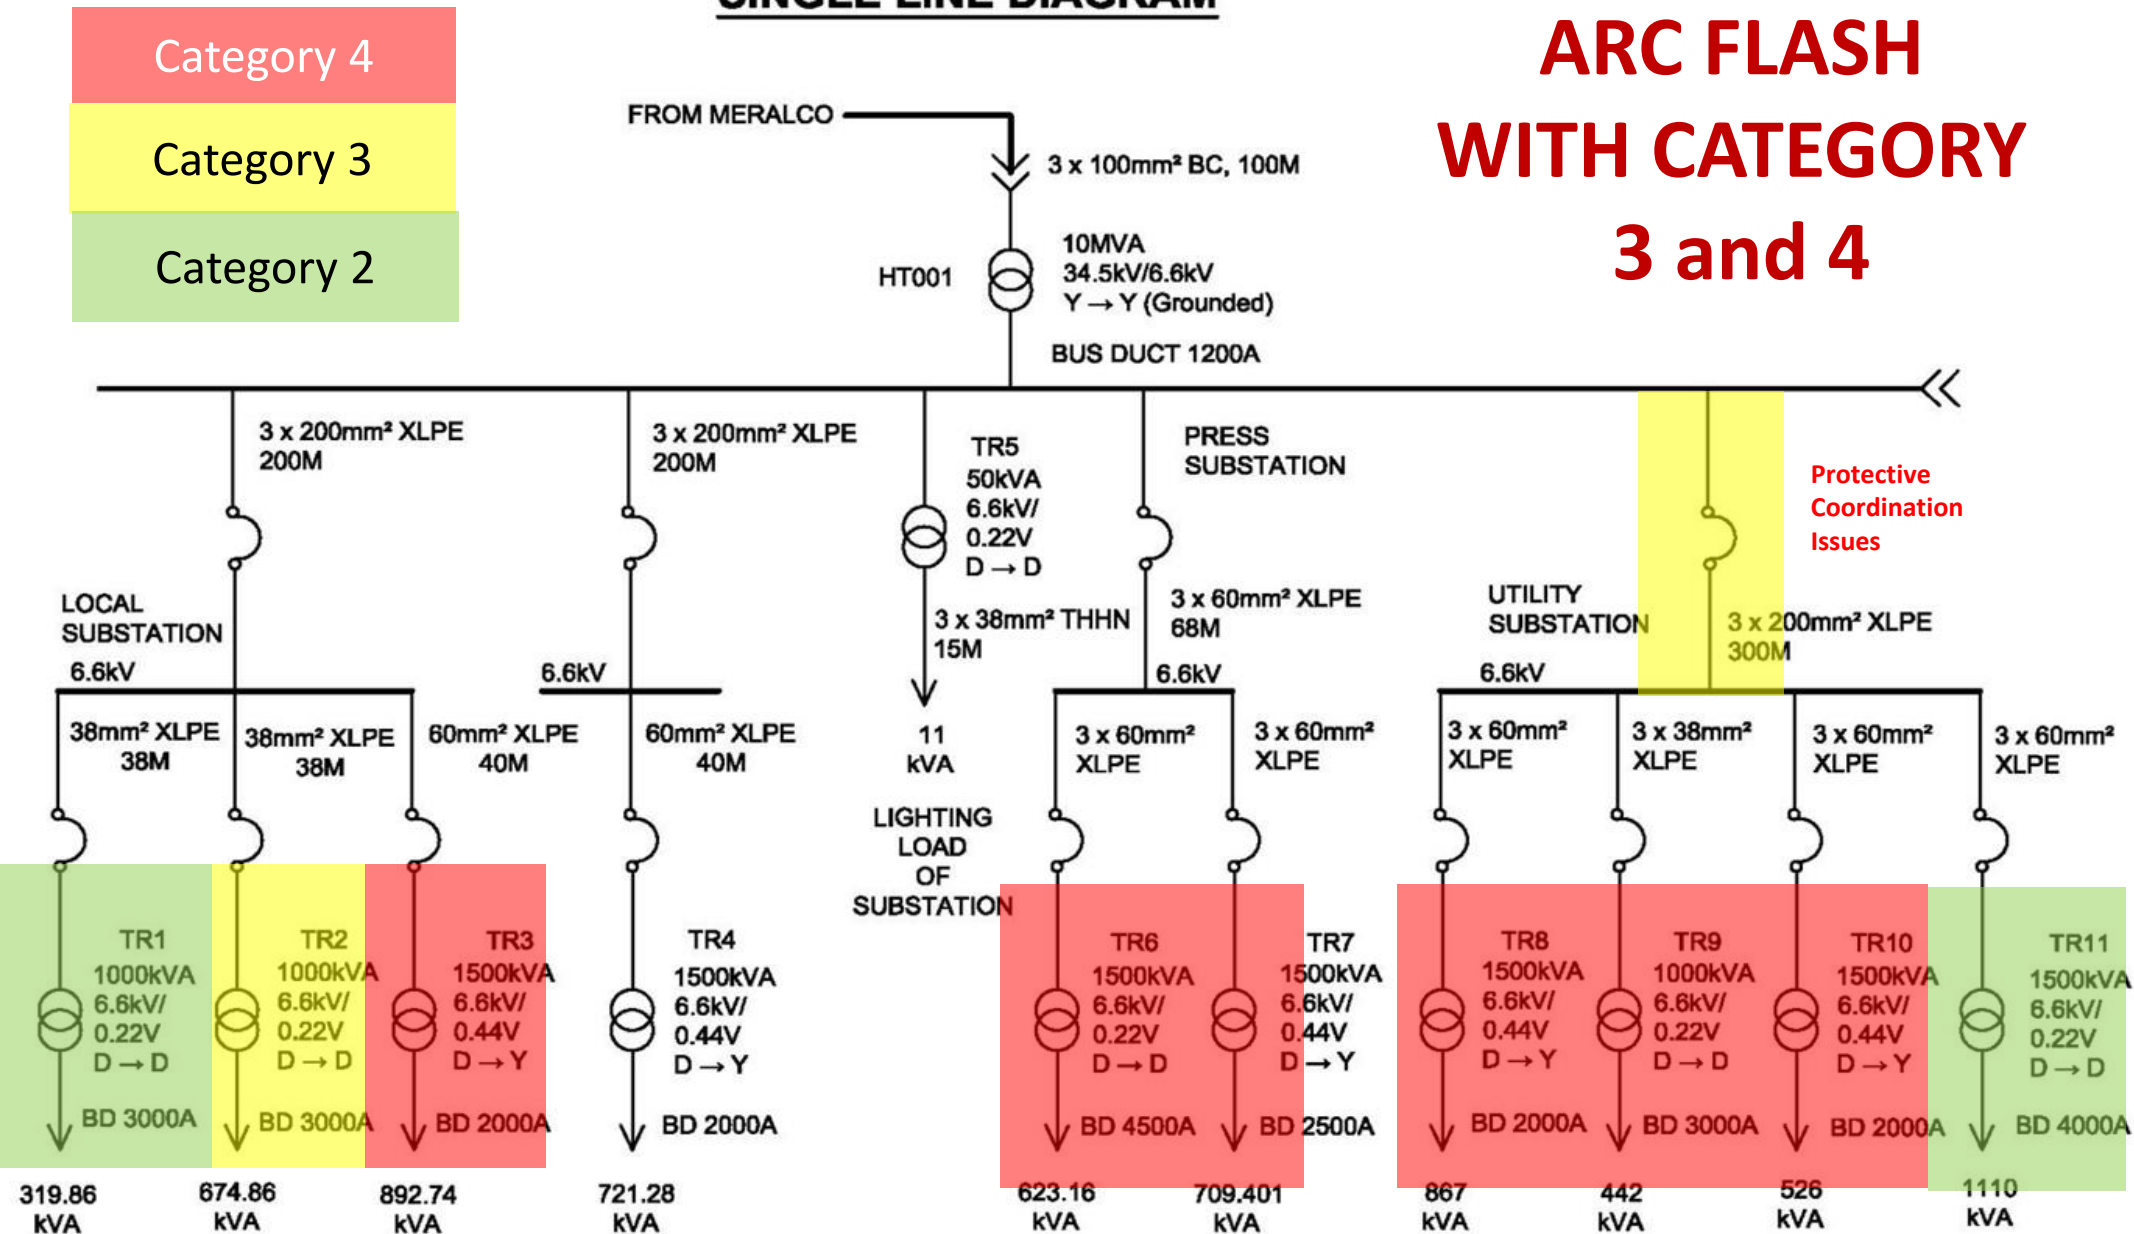 SINGLE LINE DIAGRAM
Category 4
Category 3
Category 2
ARC FLASH
WITH CATEGORY
3 and 4
FROM MERALCO
3 x 100mm² BC, 100M
HT001
10MVA
34.5kV/6.6kV
Y → Y (Grounded)
BUS DUCT 1200A
3 x 200mm² XLPE
200M
3 x 200mm² XLPE
200M
TR5
50kVA
6.6kV/
0.22V
D → D
PRESS
SUBSTATION
Protective
Coordination
Issues
LOCAL
SUBSTATION
6.6kV
6.6kV
3 x 38mm² THHN
15M
3 x 60mm² XLPE
68M
6.6kV
UTILITY
SUBSTATION
6.6kV
3 x 200mm² XLPE
300M
38mm² XLPE
38M
38mm² XLPE
38M
60mm² XLPE
40M
60mm² XLPE
40M
11
kVA
LIGHTING
LOAD
OF
SUBSTATION
3 x 60mm²
XLPE
3 x 60mm²
XLPE
3 x 60mm²
XLPE
3 x 38mm²
XLPE
3 x 60mm²
XLPE
3 x 60mm²
XLPE
TR1
1000kVA
6.6kV/
0.22V
D → D
BD 3000A
319.86
kVA
TR2
1000kVA
6.6kV/
0.22V
D → D
BD 3000A
674.86
kVA
TR3
1500kVA
6.6kV/
0.44V
D → Y
BD 2000A
892.74
kVA
TR4
1500kVA
6.6kV/
0.44V
D → Y
BD 2000A
721.28
kVA
TR6
1500kVA
6.6kV/
0.22V
D → D
BD 4500A
623.16
kVA
TR7
1500kVA
6.6kV/
0.44V
D → Y
BD 2500A
709.401
kVA
TR8
1500kVA
6.6kV/
0.44V
D → Y
BD 2000A
867
kVA
TR9
1000kVA
6.6kV/
0.22V
D → D
BD 3000A
442
kVA
TR10
1500kVA
6.6kV/
0.44V
D → Y
BD 2000A
526
kVA
TR11
1500kVA
6.6kV/
0.22V
D → D
BD 4000A
1110
kVA